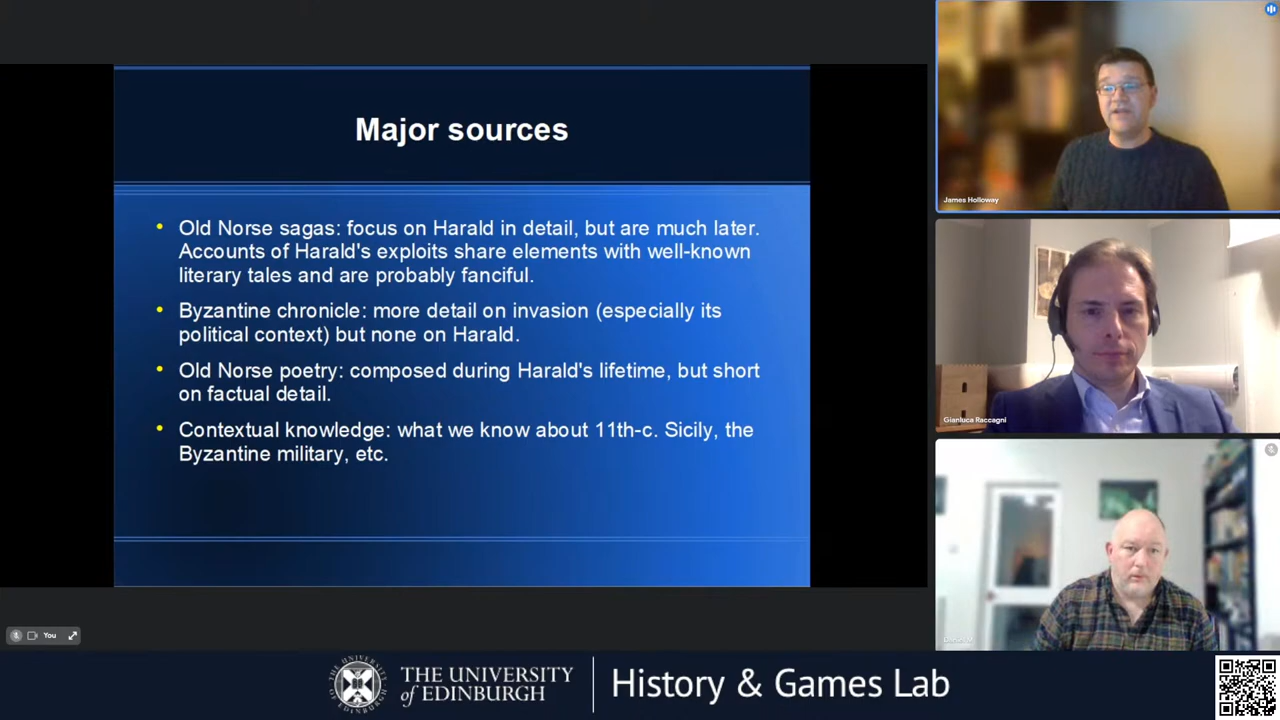 Major sources
Old Norse sagas: focus on Harald in detail, but are much later.
Accounts of Harald's exploits share elements with well-known
literary tales and are probably fanciful.
Byzantine chronicle: more detail on invasion (especially its
political context) but none on Harald.
Old Norse poetry: composed during Harald's lifetime, but short
on factual detail.
Contextual knowledge: what we know about 11th-c. Sicily, the
Byzantine military, etc.
James Holloway
Gianluca Raccagni
You
THE UNIVERSITY
of EDINBURGH
History & Games Lab